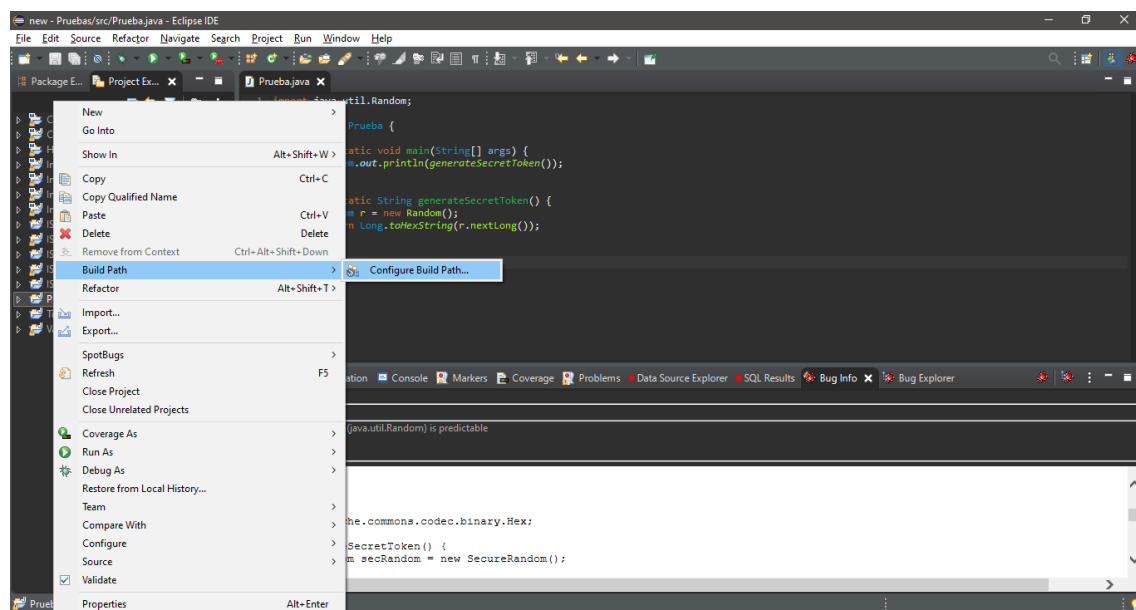 new - Pruebas/src/Prueba.java - Eclipse IDE
File Edit Source Refactor Navigate Search Project Run Window Help
Package E... Project Ex... Prueba.java
import java.util.Random;
Prueba {
static void main(String[] args) {
.out.println(generateSecretToken());
static String generateSecretToken() {
r = new Random();
Long.toHexString(r.nextLong());
New
Go Into
Show In Alt+Shift+W
Copy Ctrl+C
Copy Qualified Name
Paste Ctrl+V
Delete Delete
Remove from Context Ctrl+Alt+Shift+Down
Build Path
Configure Build Path...
Refactor Alt+Shift+T
Import...
Export...
SpotBugs
Refresh F5
Close Project
Close Unrelated Projects
Coverage As
Run As
Debug As
Restore from Local History...
Team
Compare With
Configure
Source
Validate
Properties Alt+Enter
ation Console Markers Coverage Problems Data Source Explorer SQL Results Bug Info Bug Explorer
(java.util.Random) is predictable
he.commons.codec.binary.Hex;
SecretToken() {
m secRandom = new SecureRandom();
Prueb